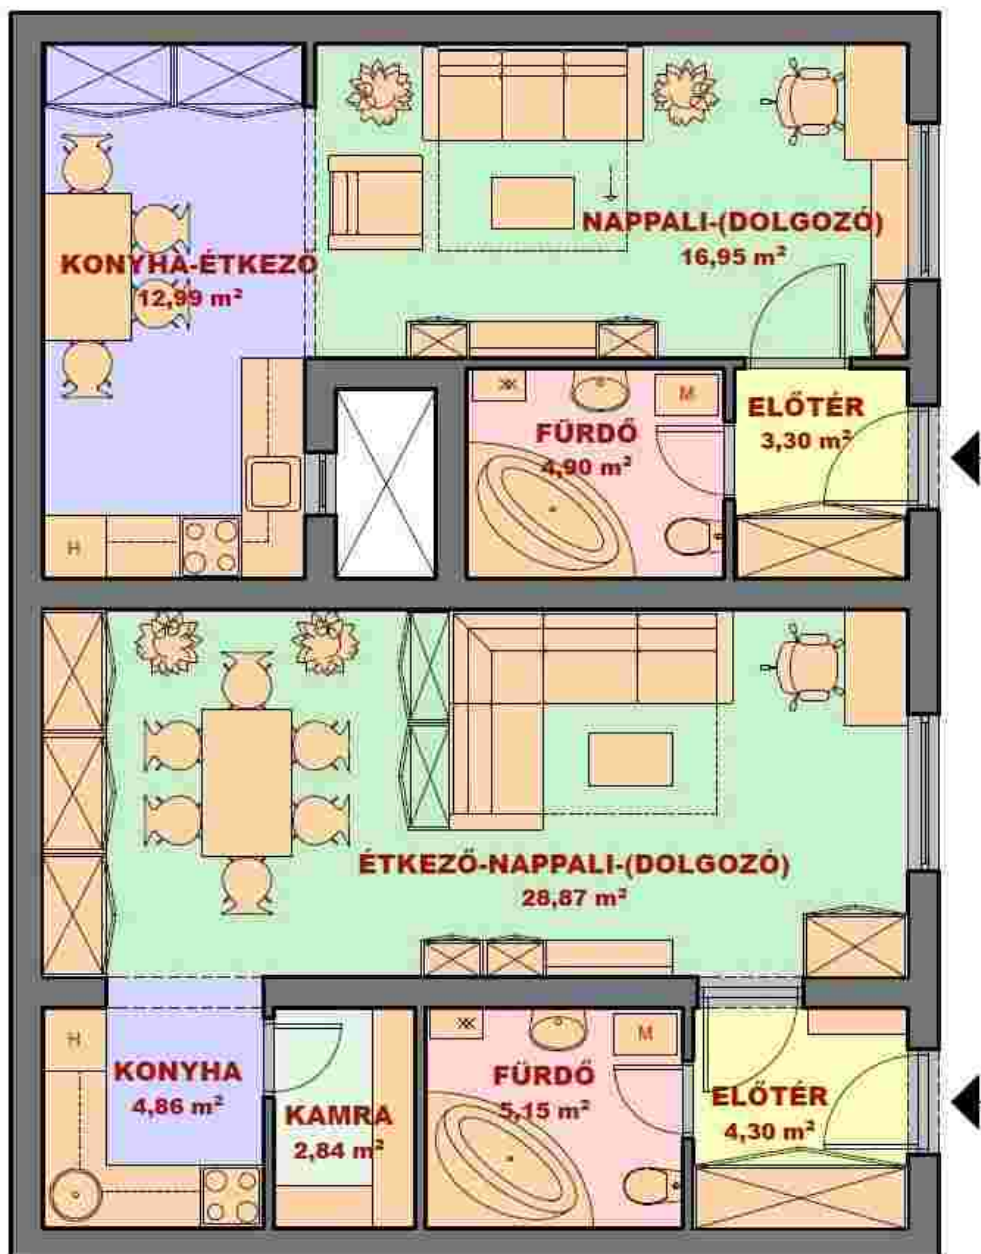 NAPPALI-(DOLGOZÓ)
16,95 m²
KONYHA-ÉTKEZŐ
12,99 m²
M
ELŐTÉR
3,30 m²
FÜRDŐ
4,90 m²
H
ÉTKEZŐ-NAPPALI-(DOLGOZÓ)
28,87 m²
H
M
KONYHA
4,86 m²
FÜRDŐ
5,15 m²
ELŐTÉR
4,30 m²
KAMRA
2,84 m²